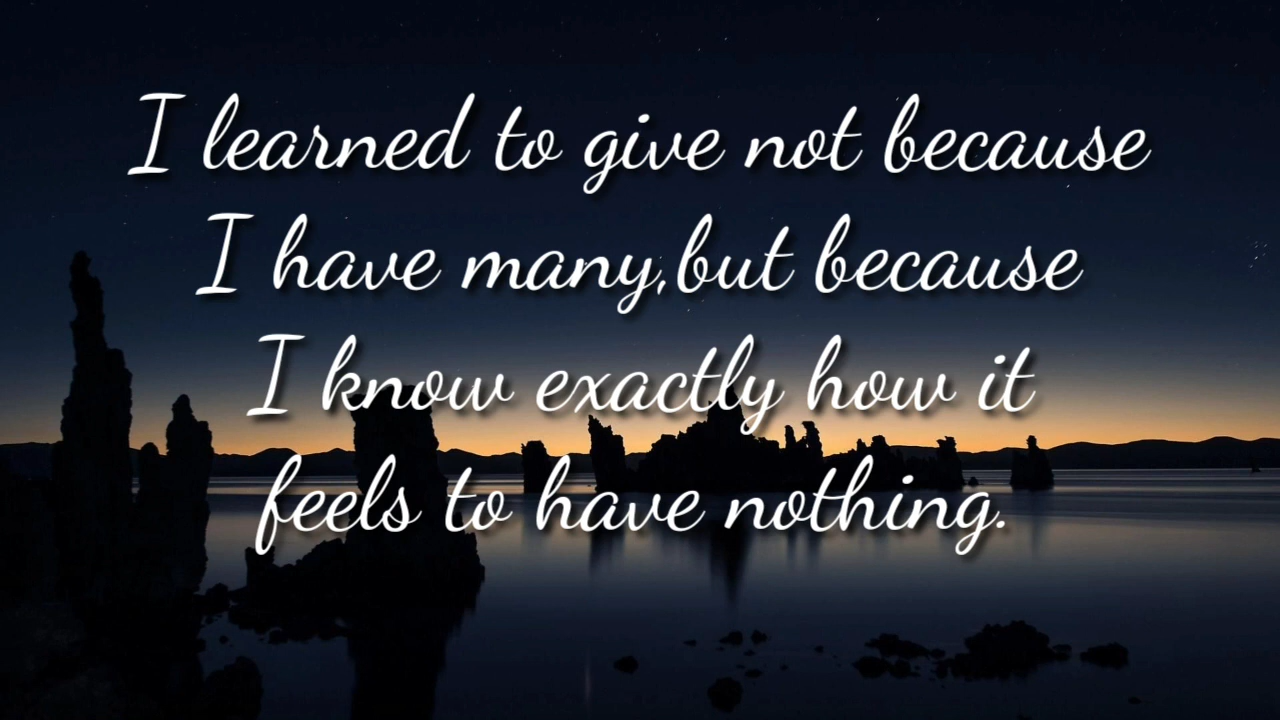 I learned to give not because
I have many,but because
I know exactly how it
feels to have nothing.